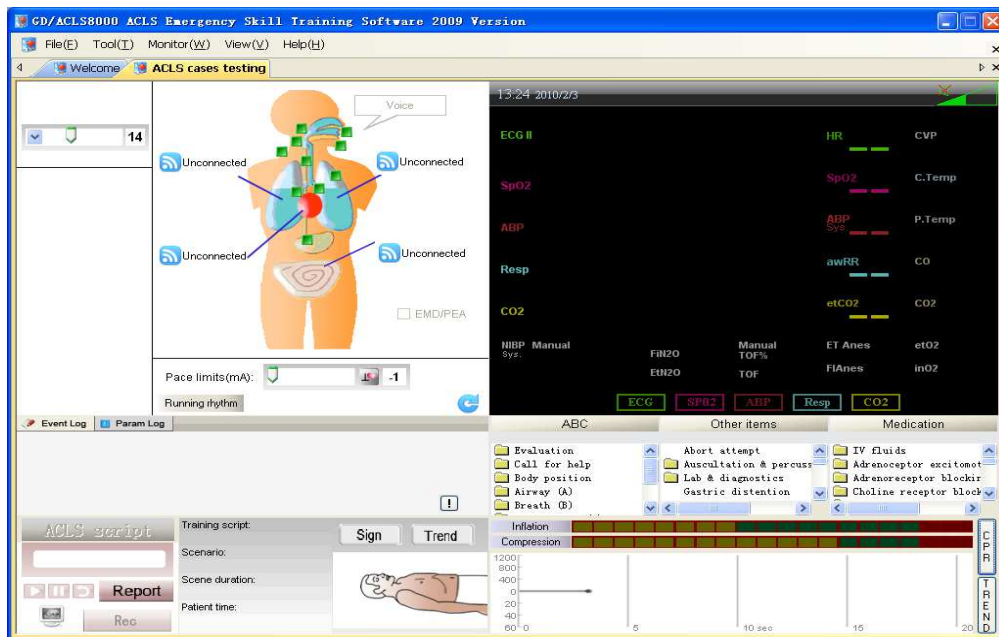 GD/ACLS8000 ACLS Emergency Skill Training Software 2009 Version
File(F) Tool(T) Monitor(W) View(V) Help(H)
Welcome ACLS cases testing
14
Voice
Unconnected
Unconnected
Unconnected
Unconnected
EMD/PEA
Pace limits(mA): -1
Running rhythm
13:24 2010/2/3
ECG II HR CVP
SpO2 SpO2 C.Temp
ABP ABP P.Temp
Sys
Resp awRR CO
CO2 etCO2 CO2
NIBP Manual Manual ET Anes etO2
Sys: FiN2O TOF%
EtN2O TOF FIAnes inO2
ECG SPO2 ABP Resp CO2
Event Log Param Log
ABC Other items Medication
Evaluation Abort attempt IV fluids
Call for help Auscultation & percuss Adrenoceptor excitomot
Body position Lab & diagnostics Adrenoreceptor blockir
Airway (A) Gastric distention Choline receptor block
Breath (B)
!
ACLS script
Report
Rec
Training script:
Scenario:
Scene duration:
Patient time:
Sign Trend
Inflation
Compression
CPR
TREND
1200
800
400
0
20
40
60 0 5 10 sec 15 20